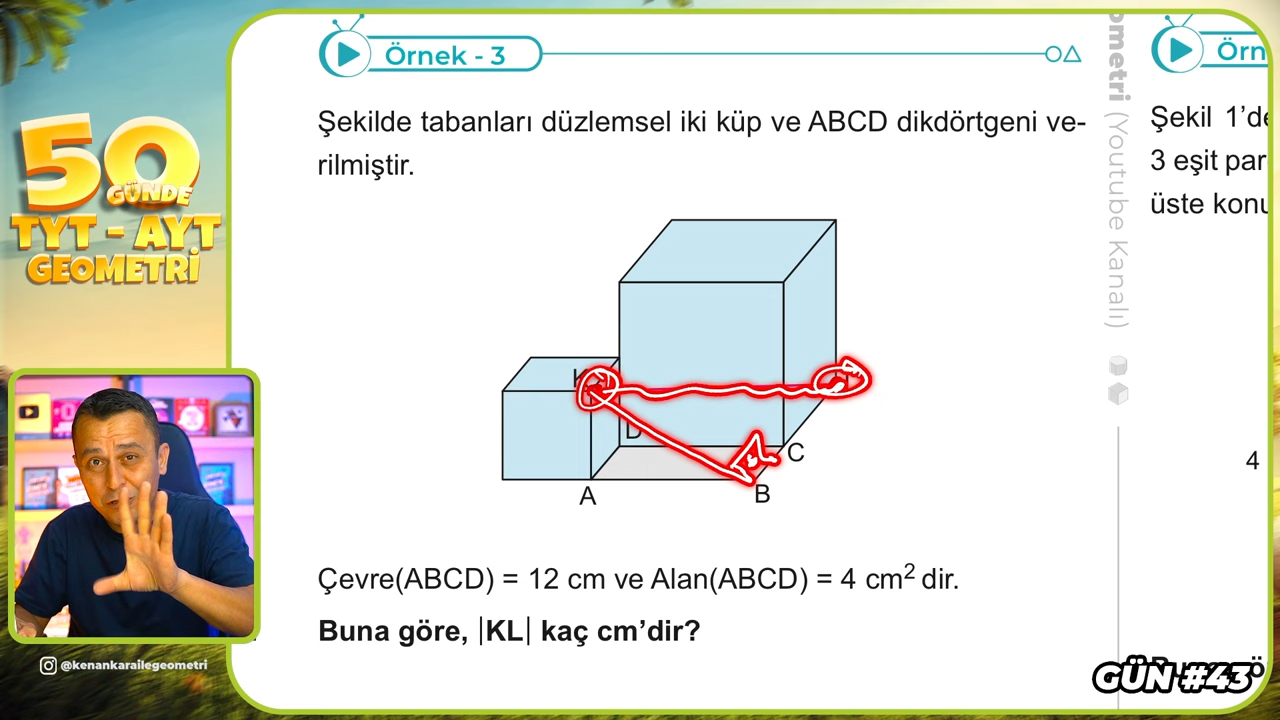 50
GÜNDE
TYT - AYT
GEOMETRİ
Örnek - 3
Şekilde tabanları düzlemsel iki küp ve ABCD dikdörtgeni ve-
rilmiştir.
K
D
C
A
B
Çevre(ABCD) = 12 cm ve Alan(ABCD) = 4 cm² dir.
Buna göre, |KL| kaç cm'dir?
ometri (Youtube Kanalı)
Örn
Şekil 1'de
3 eşit par
üste konu
4
@kenankarailegeometri
GÜN #43